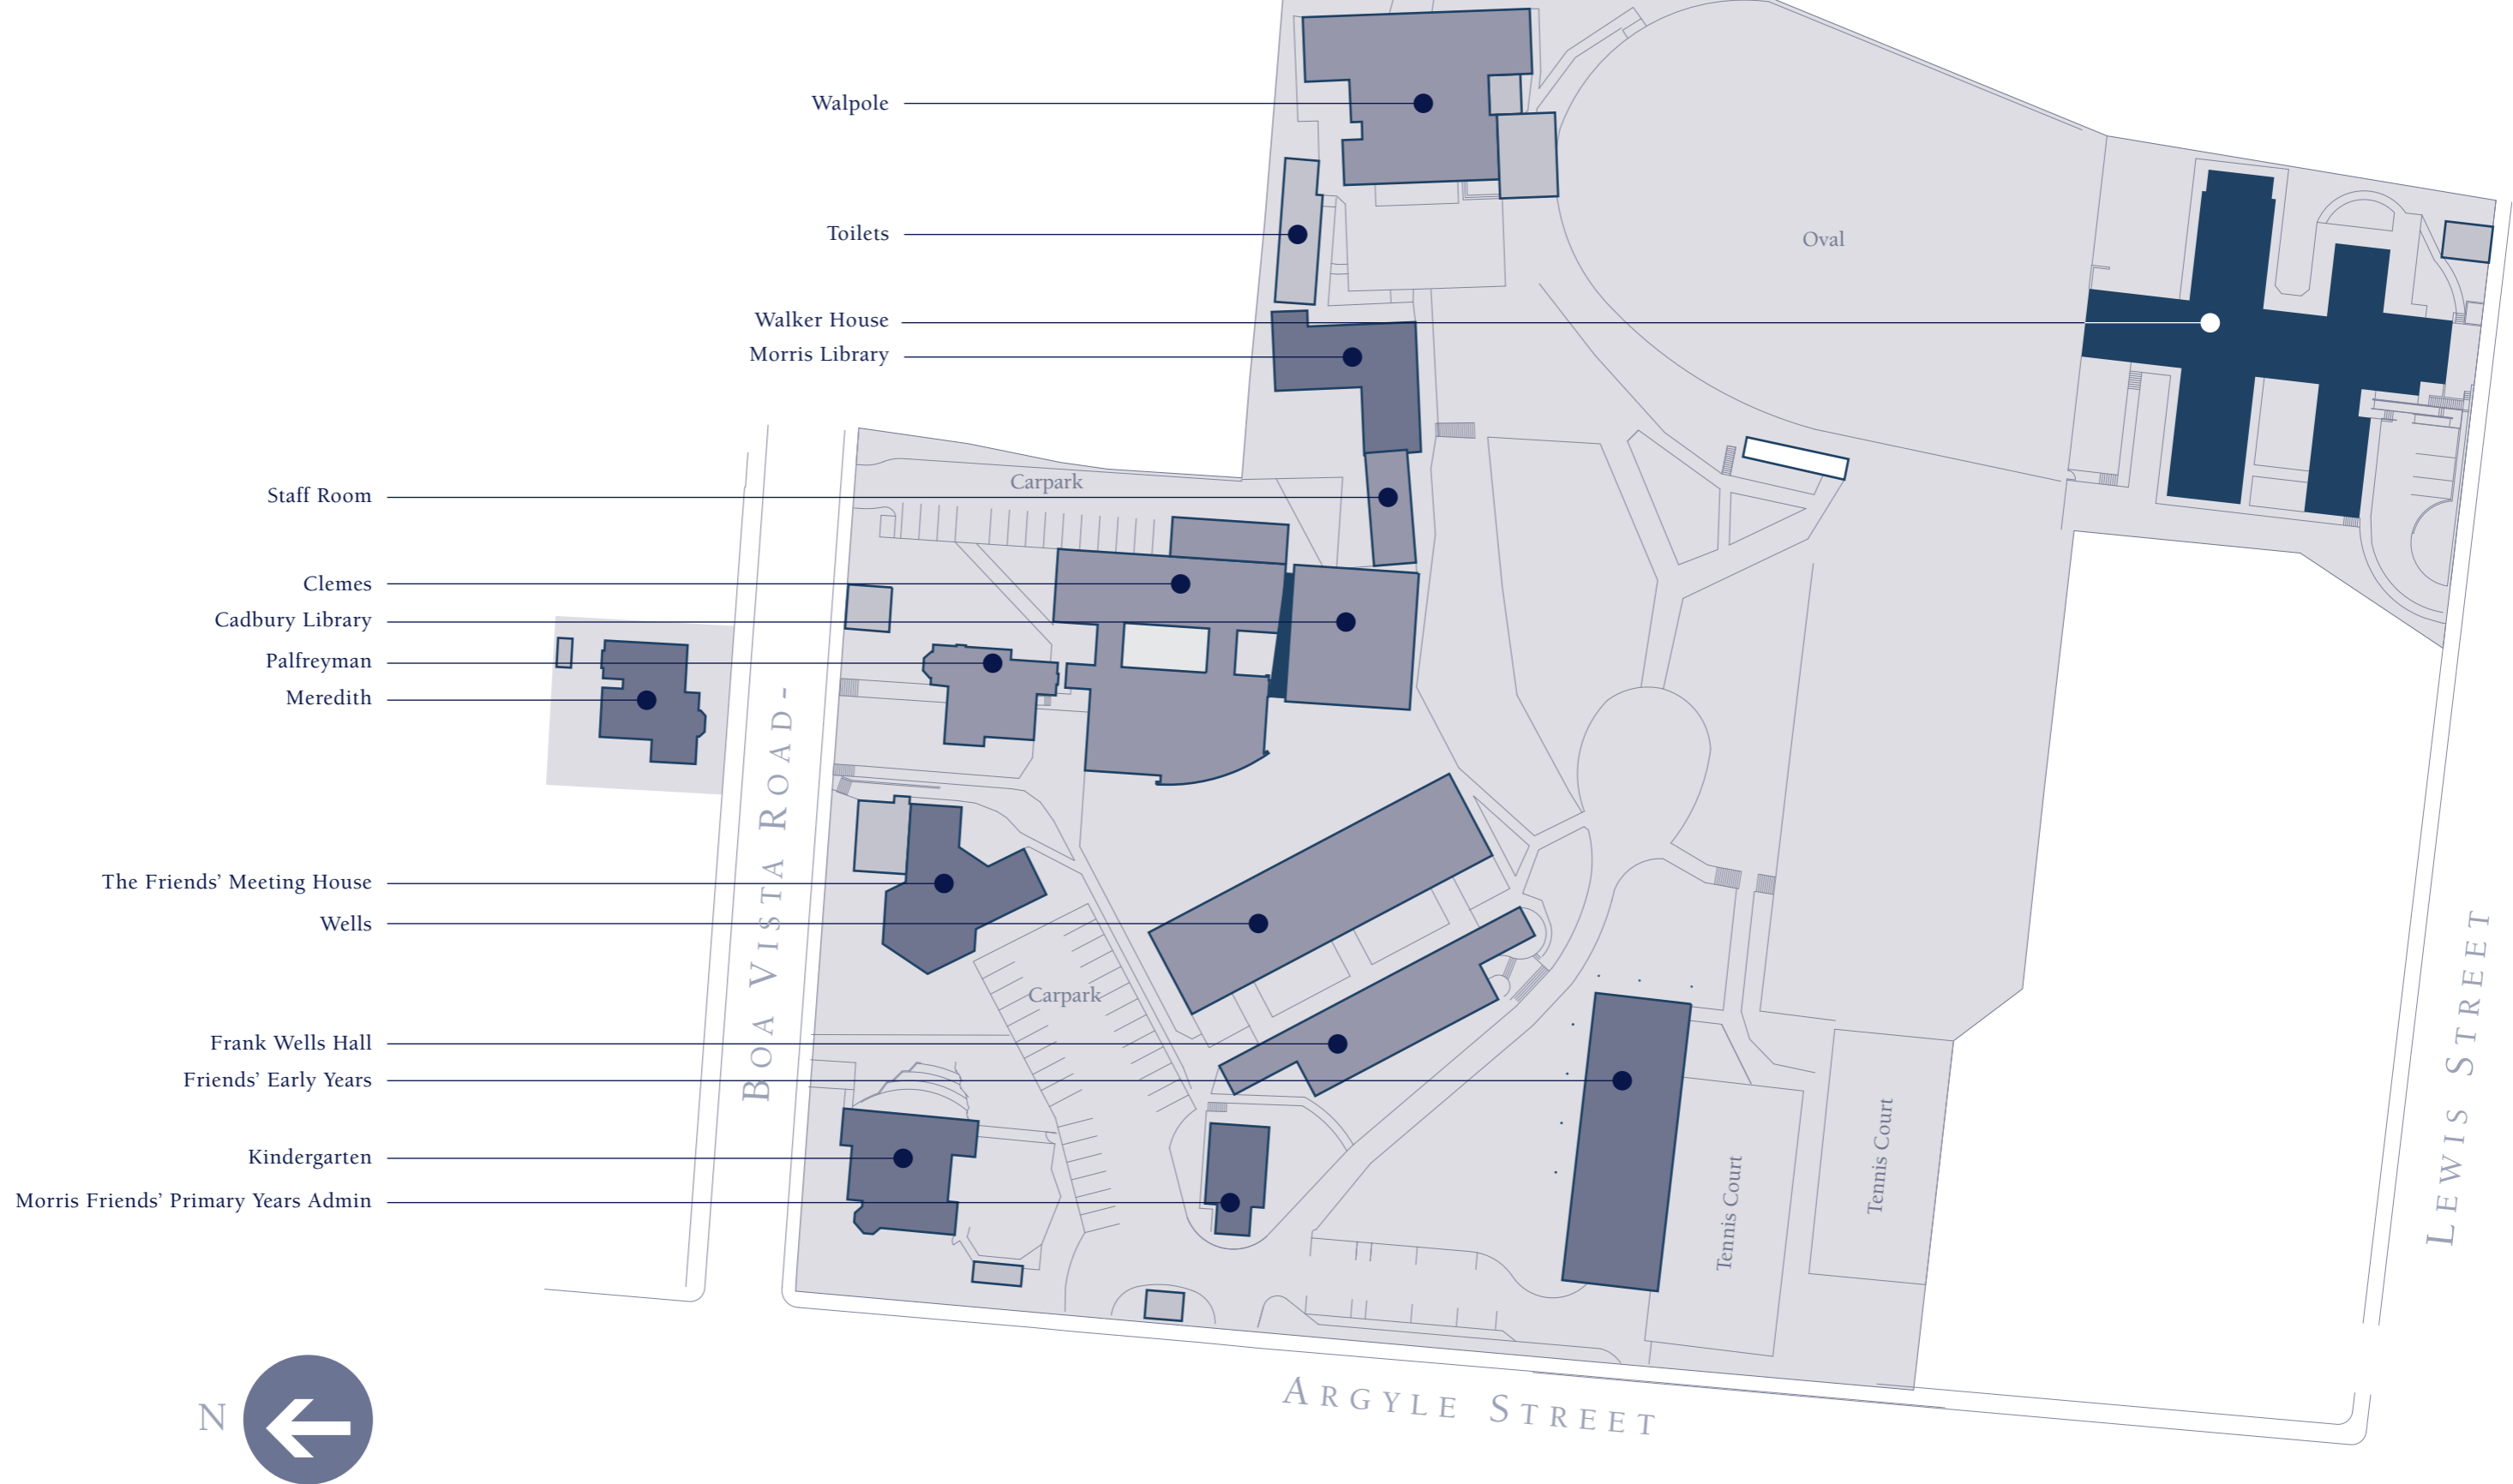 Walpole
Toilets
Oval
Walker House
Morris Library
Carpark
Staff Room
Clemes
Cadbury Library
Palfreyman
Meredith
BOA VISTA ROAD-
The Friends’ Meeting House
Wells
Carpark
Frank Wells Hall
Friends’ Early Years
Kindergarten
Morris Friends’ Primary Years Admin
Tennis Court
Tennis Court
LEWIS STREET
ARGYLE STREET
N